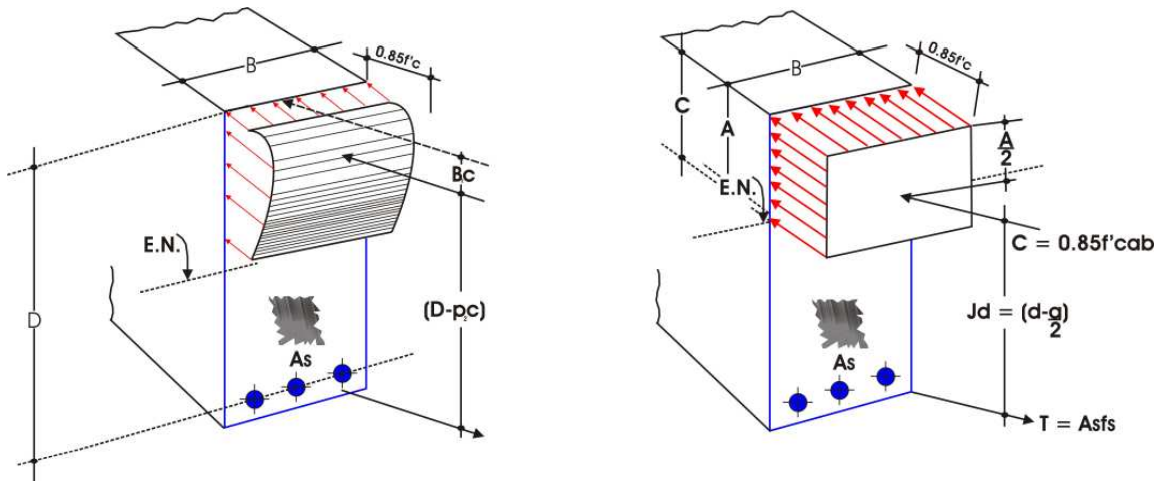 B
0.85f'c
Bc
E.N.
D
(D-p₂c)
As
0.85f'c
B
C
A
A
2
E.N.
C = 0.85f'cab
Jd = (d-a)
2
As
T = Asfs